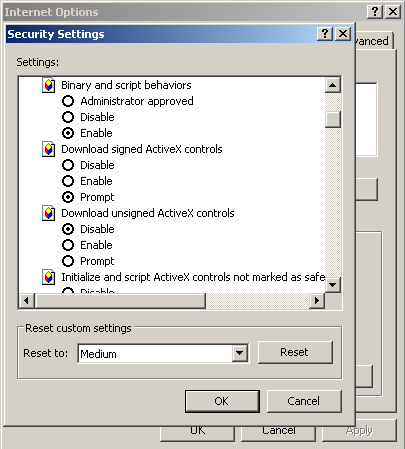 Internet Options
Security Settings
Settings:
Binary and script behaviors
Administrator approved
Disable
Enable
Download signed ActiveX controls
Disable
Enable
Prompt
Download unsigned ActiveX controls
Disable
Enable
Prompt
Initialize and script ActiveX controls not marked as safe
Disable
Reset custom settings
Reset to:
Medium
Reset
OK
Cancel
OK
Cancel
Apply